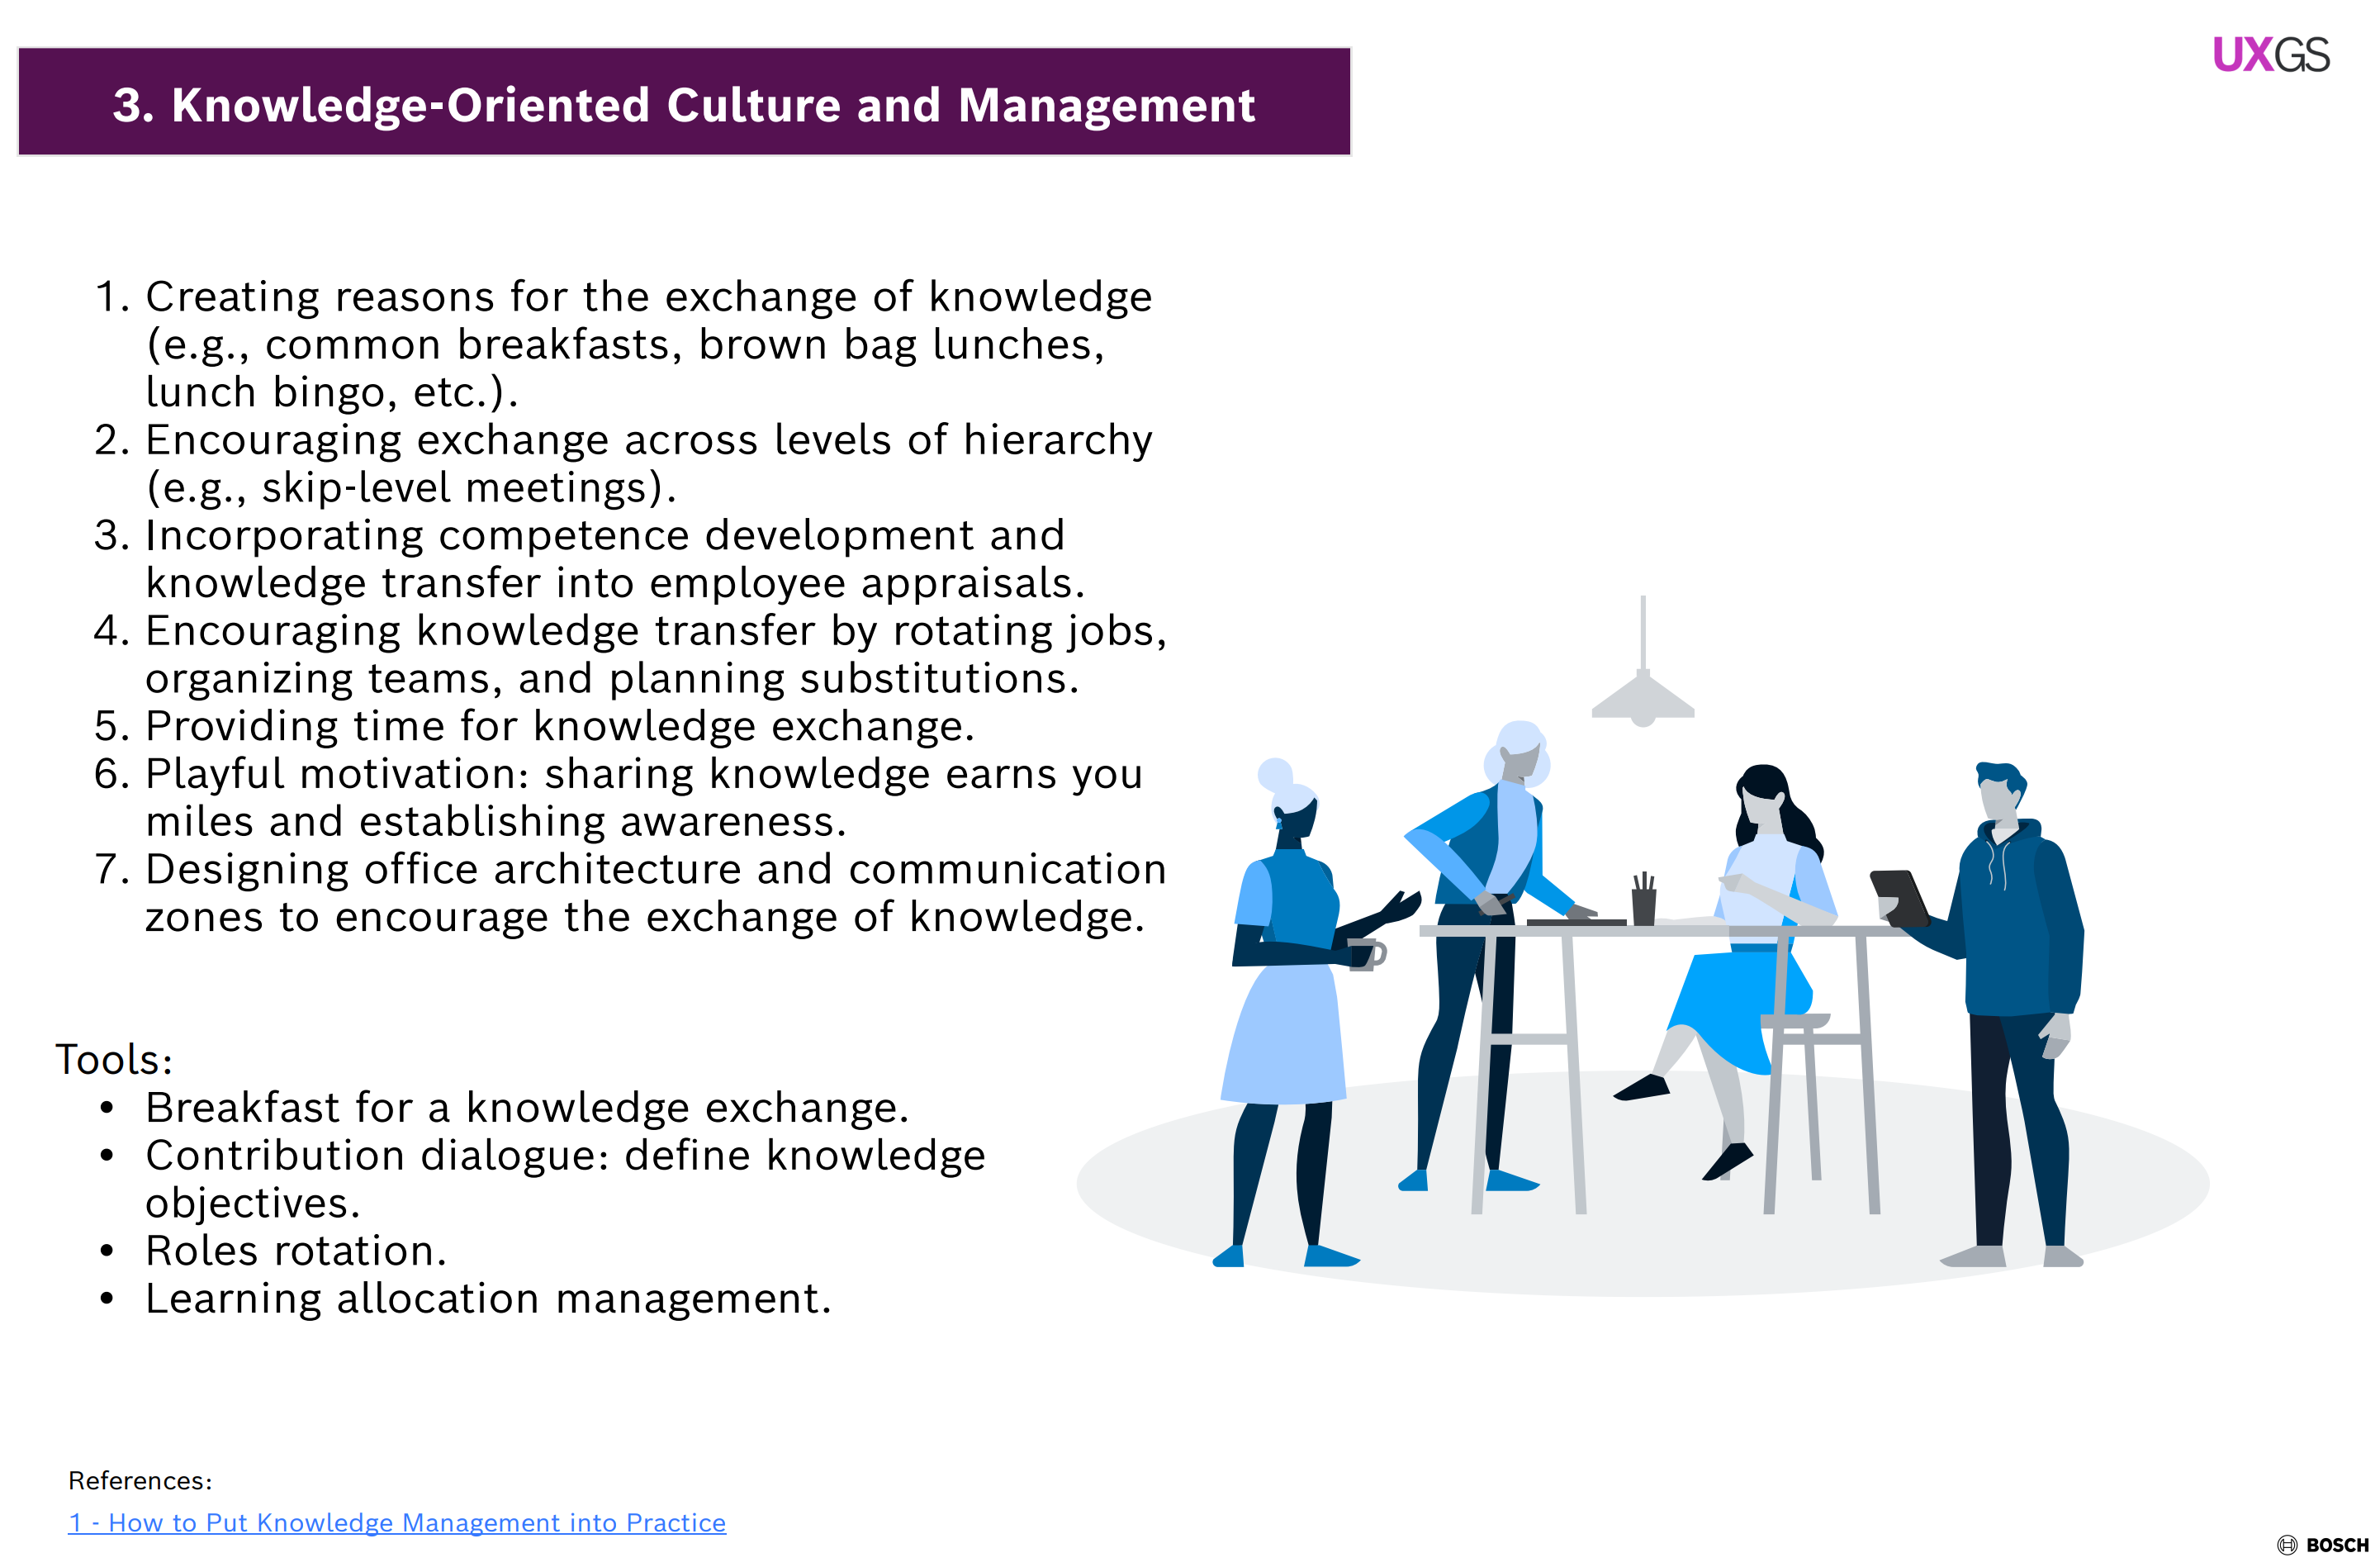 UXGS
3. Knowledge-Oriented Culture and Management
1. Creating reasons for the exchange of knowledge
(e.g., common breakfasts, brown bag lunches,
lunch bingo, etc.).
2. Encouraging exchange across levels of hierarchy
(e.g., skip-level meetings).
3. Incorporating competence development and
knowledge transfer into employee appraisals.
4. Encouraging knowledge transfer by rotating jobs,
organizing teams, and planning substitutions.
5. Providing time for knowledge exchange.
6. Playful motivation: sharing knowledge earns you
miles and establishing awareness.
7. Designing office architecture and communication
zones to encourage the exchange of knowledge.
Tools:
• Breakfast for a knowledge exchange.
• Contribution dialogue: define knowledge
objectives.
• Roles rotation.
• Learning allocation management.
References:
1 - How to Put Knowledge Management into Practice
BOSCH